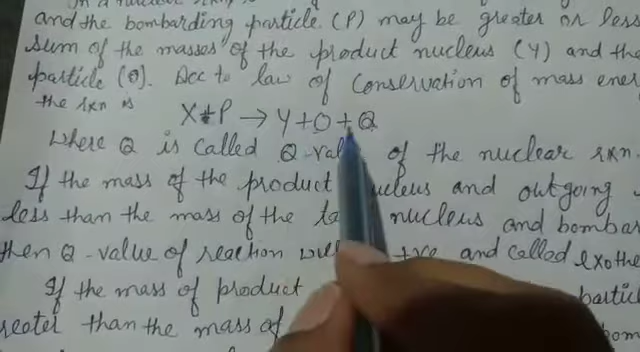 and the bombarding particle (P) may be greater or less
sum of the masses of the product nucleus (Y) and the
particle (O). Acc to law of Conservation of mass ener
the rxn is
X+P → Y+O+Q
Where Q is called Q-val of the nuclear rxn.
If the mass of the product ucleus and outgoing
less than the mass of the ta nucleus and bombar
then Q-value of reaction +ve and called exothe
If the mass of product particle
reater than the mass of bom